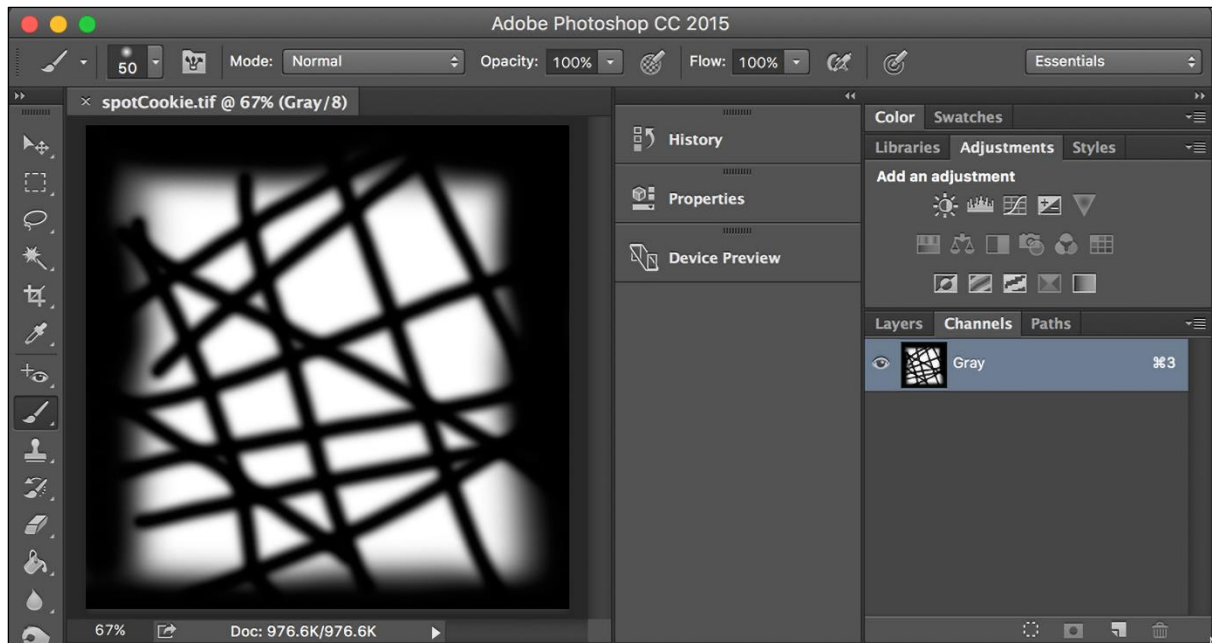 Adobe Photoshop CC 2015
50 Mode: Normal Opacity: 100% Flow: 100% Essentials
× spotCookie.tif @ 67% (Gray/8)
History
Properties
Device Preview
Color Swatches
Libraries Adjustments Styles
Add an adjustment
Layers Channels Paths
Gray ⌘3
67% Doc: 976.6K/976.6K